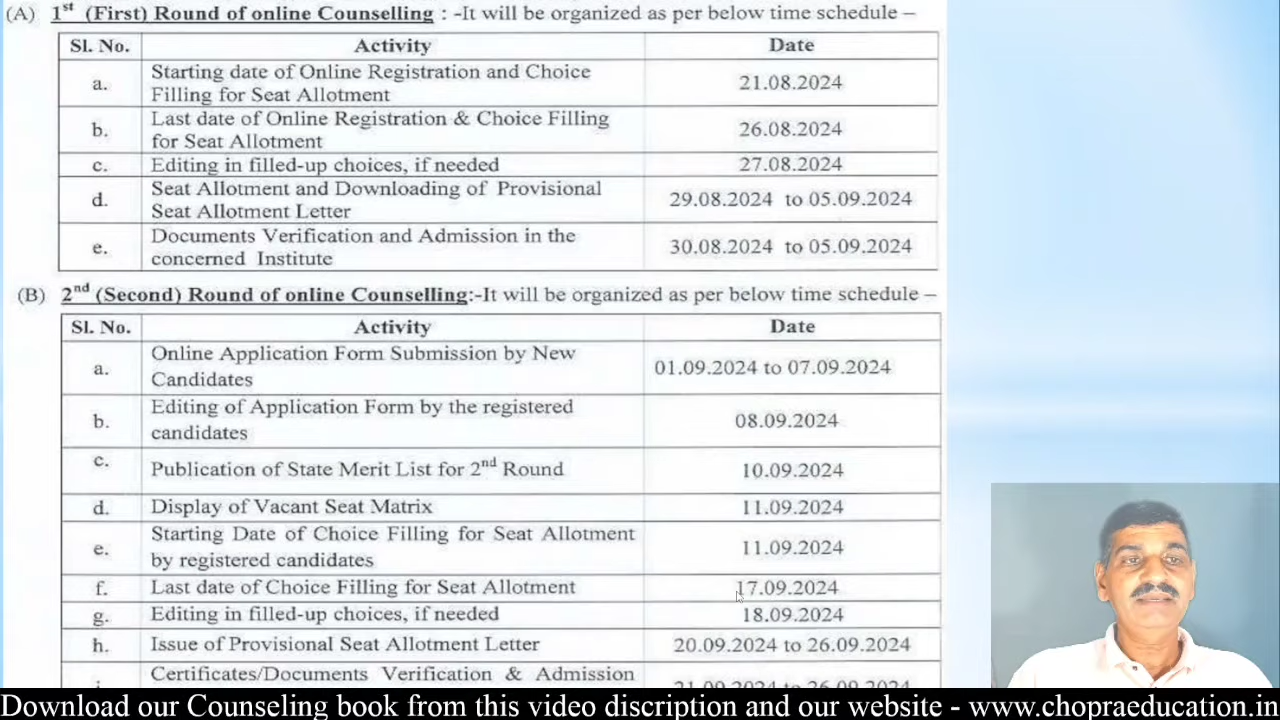 (A) 1st (First) Round of online Counselling : -It will be organized as per below time schedule –
Sl. No. Activity Date
a. Starting date of Online Registration and Choice Filling for Seat Allotment 21.08.2024
b. Last date of Online Registration & Choice Filling for Seat Allotment 26.08.2024
c. Editing in filled-up choices, if needed 27.08.2024
d. Seat Allotment and Downloading of Provisional Seat Allotment Letter 29.08.2024 to 05.09.2024
e. Documents Verification and Admission in the concerned Institute 30.08.2024 to 05.09.2024
(B) 2nd (Second) Round of online Counselling:-It will be organized as per below time schedule –
Sl. No. Activity Date
a. Online Application Form Submission by New Candidates 01.09.2024 to 07.09.2024
b. Editing of Application Form by the registered candidates 08.09.2024
c. Publication of State Merit List for 2nd Round 10.09.2024
d. Display of Vacant Seat Matrix 11.09.2024
e. Starting Date of Choice Filling for Seat Allotment by registered candidates 11.09.2024
f. Last date of Choice Filling for Seat Allotment 17.09.2024
g. Editing in filled-up choices, if needed 18.09.2024
h. Issue of Provisional Seat Allotment Letter 20.09.2024 to 26.09.2024
Certificates/Documents Verification & Admission 21.09.2024 to 26.09.2024
Download our Counseling book from this video discription and our website - www.chopraeducation.in